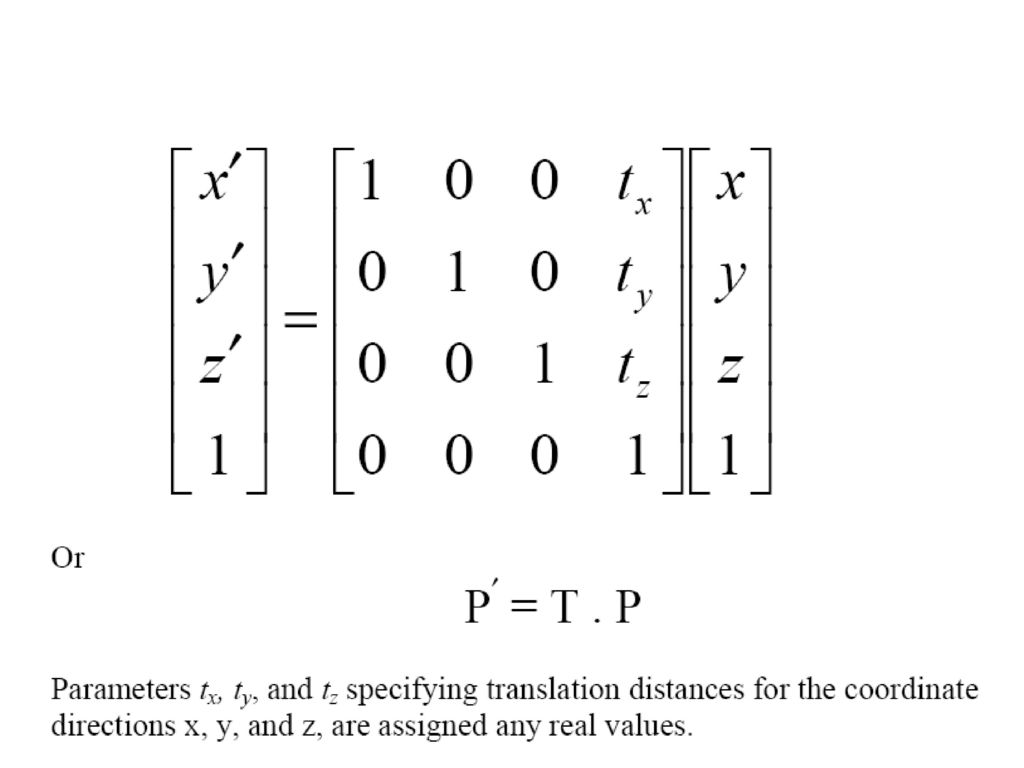 x′ 1 0 0 tx x
y′ 0 1 0 ty y
=
z′ 0 0 1 tz z
1 0 0 0 1 1
Or
P′ = T . P
Parameters tx, ty, and tz specifying translation distances for the coordinate
directions x, y, and z, are assigned any real values.